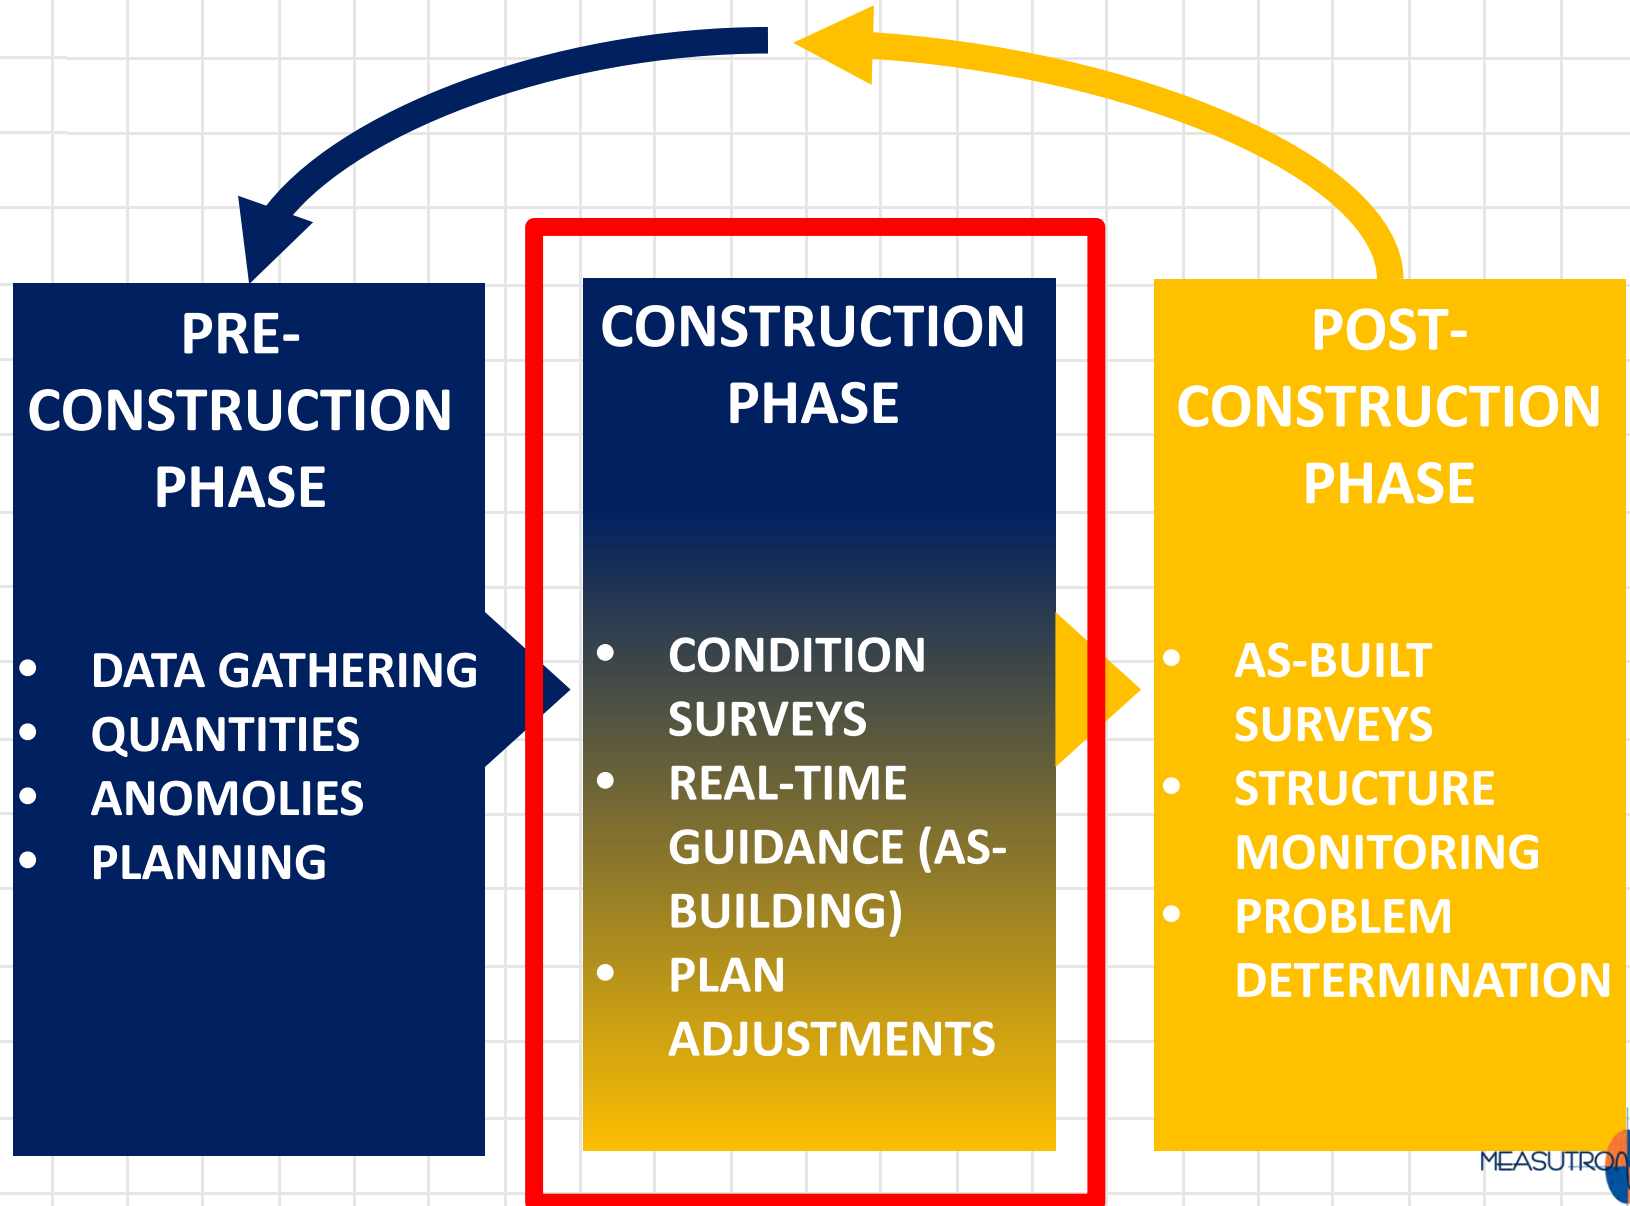 PRE-
CONSTRUCTION
PHASE
• DATA GATHERING
• QUANTITIES
• ANOMOLIES
• PLANNING
CONSTRUCTION
PHASE
• CONDITION
SURVEYS
• REAL-TIME
GUIDANCE (AS-
BUILDING)
• PLAN
ADJUSTMENTS
POST-
CONSTRUCTION
PHASE
• AS-BUILT
SURVEYS
• STRUCTURE
MONITORING
• PROBLEM
DETERMINATION